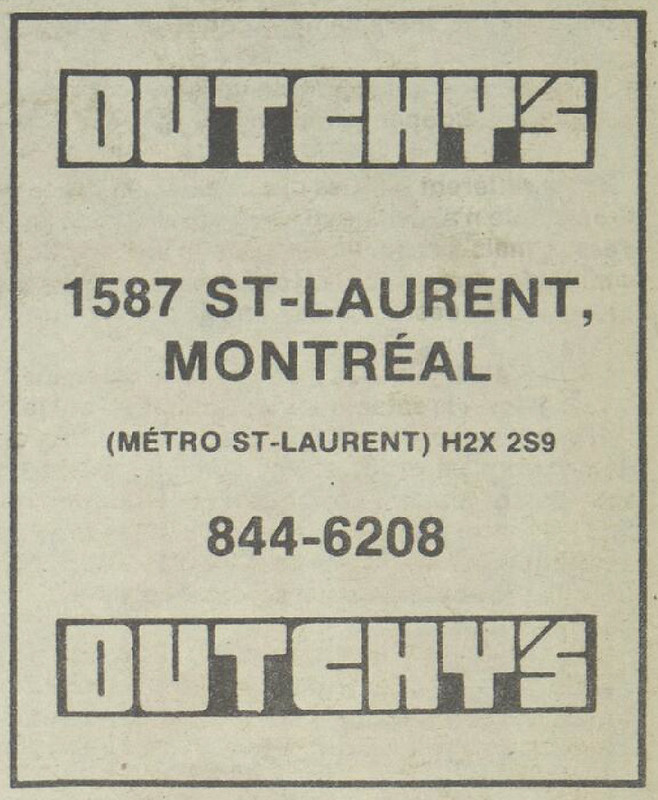 DUTCHY'S
1587 ST-LAURENT,
MONTRÉAL
(MÉTRO ST-LAURENT) H2X 2S9
844-6208
DUTCHY'S